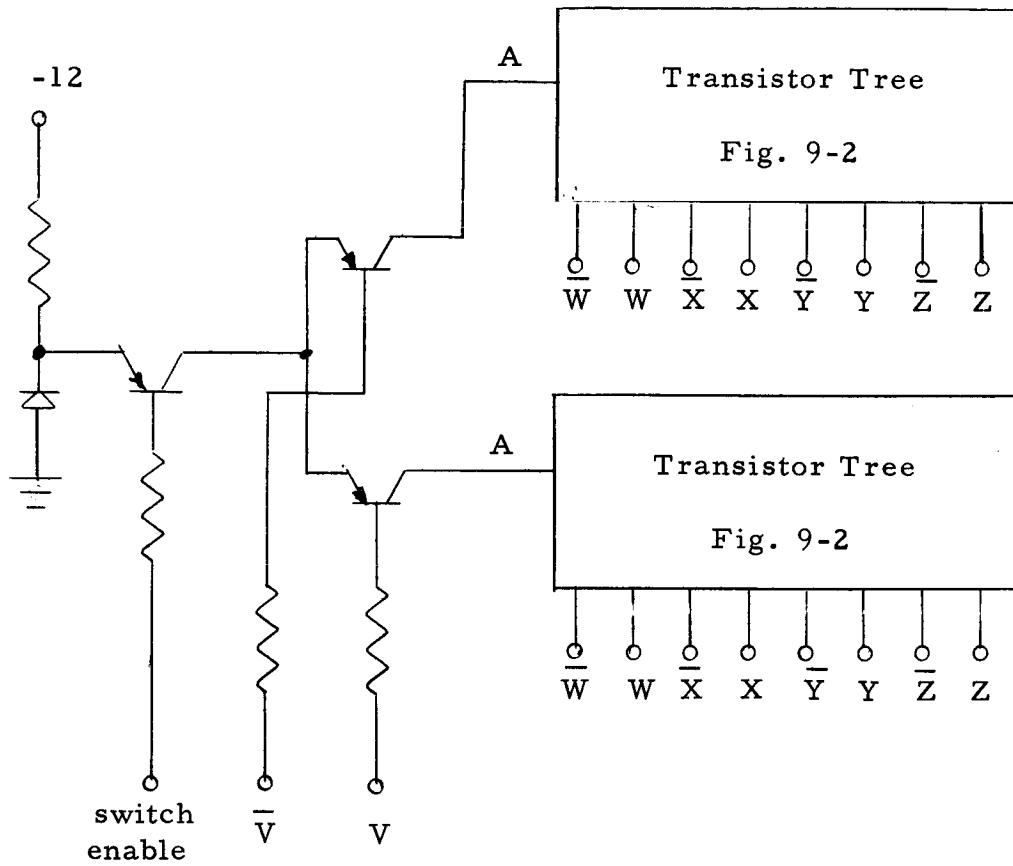 -12
A
Transistor Tree
Fig. 9-2
W̅ W X̅ X Y̅ Y Z̅ Z
A
Transistor Tree
Fig. 9-2
W̅ W X̅ X Y̅ Y Z̅ Z
switch
enable
V̅
V